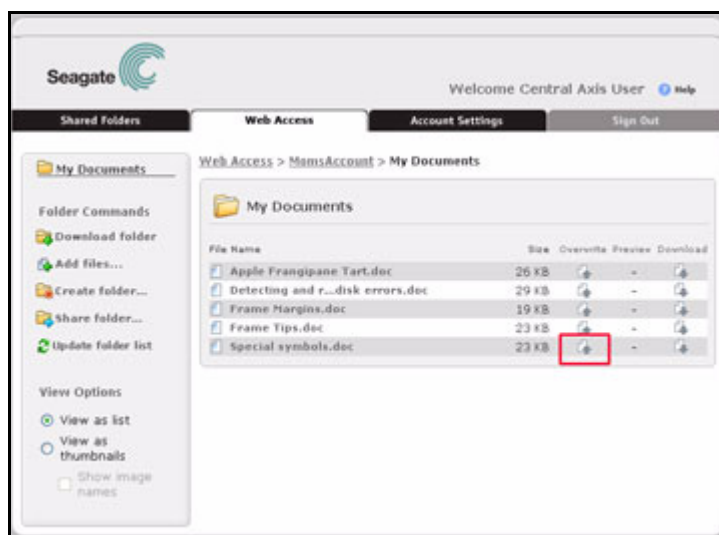 Seagate
Welcome Central Axis User Help
Shared Folders Web Access Account Settings Sign Out
My Documents
Folder Commands
Download folder
Add files...
Create folder...
Share folder...
Update folder list
View Options
View as list
View as
thumbnails
Show image
names
Web Access > MomsAccount > My Documents
My Documents
File Name Size Overwrite Preview Download
Apple Frangipane Tart.doc 26 KB -
Detecting and r...disk errors.doc 29 KB -
Frame Margins.doc 19 KB -
Frame Tips.doc 23 KB -
Special symbols.doc 23 KB -